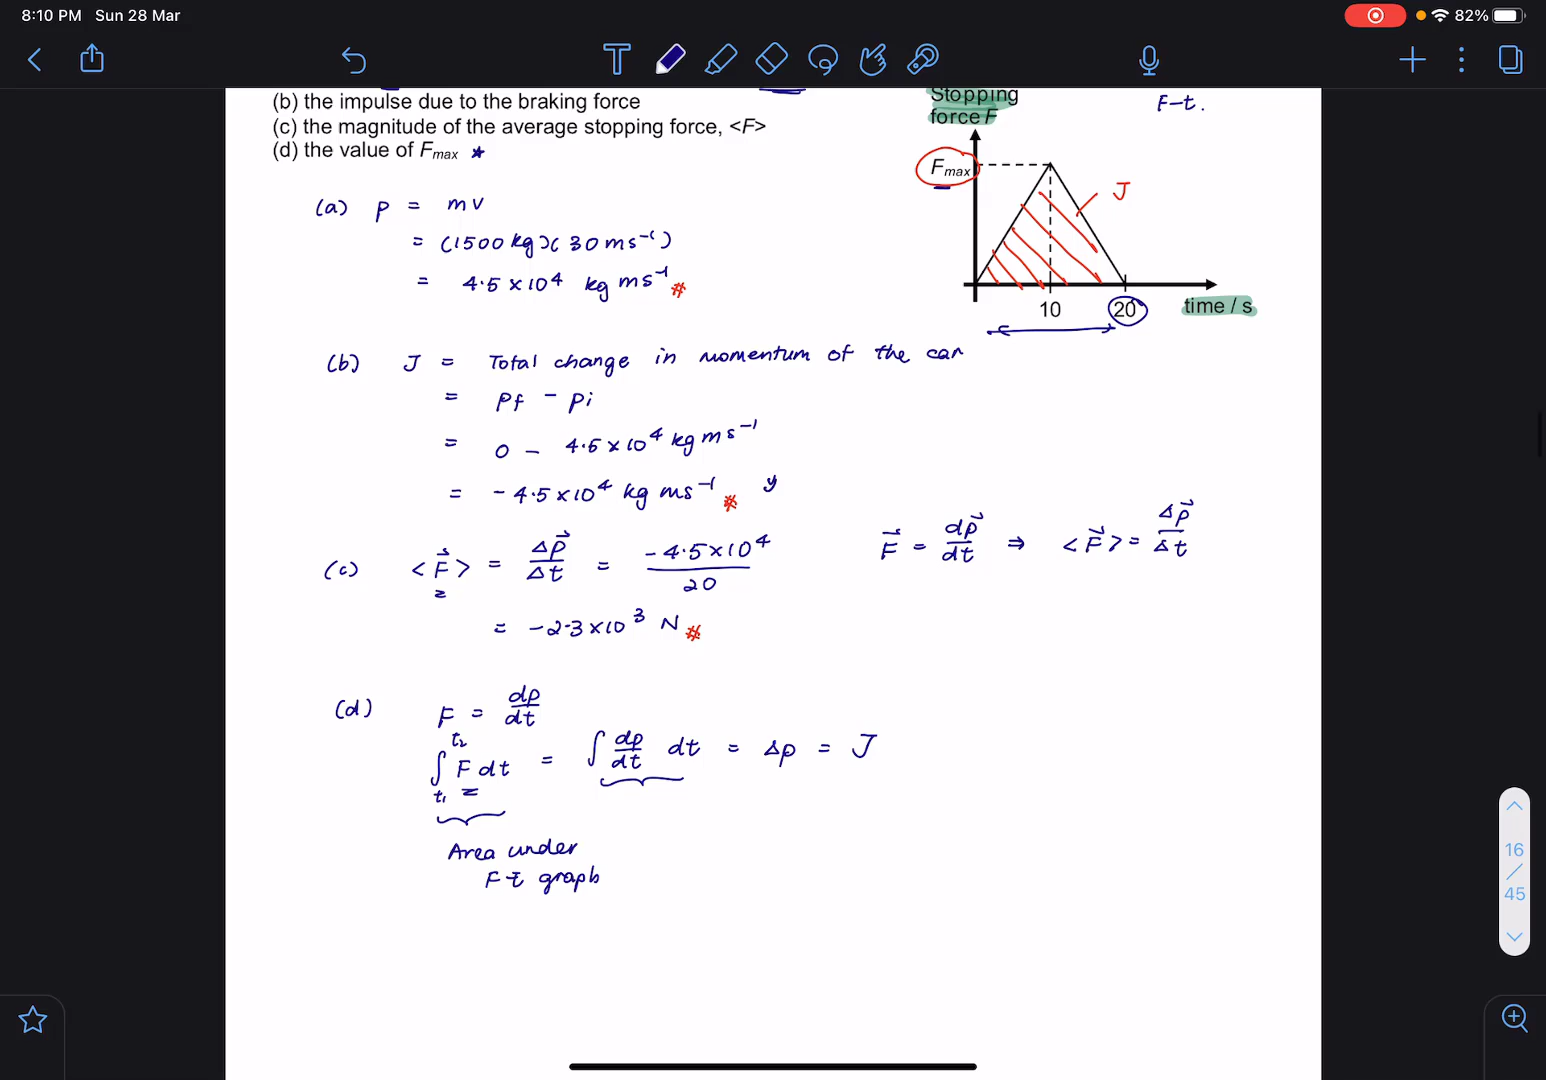 8:10 PM Sun 28 Mar
82%
(b) the impulse due to the braking force
(c) the magnitude of the average stopping force, <F>
(d) the value of Fmax ★
Stopping
force F
F-t.
Fmax
J
10 20 time / s
(a) p = mv
= (1500 kg)(30 ms⁻¹)
= 4.5 × 10⁴ kg ms⁻¹ #
(b) J = Total change in momentum of the car
= Pf - Pi
= 0 - 4.5 × 10⁴ kg ms⁻¹
= - 4.5 × 10⁴ kg ms⁻¹ #
(c) <F⃗> = Δp⃗/Δt = -4.5×10⁴/20
= -2.3×10³ N #
F⃗ = dp⃗/dt ⇒ <F⃗> = Δp⃗/Δt
(d) F = dp/dt
∫t₁t₂ F dt = ∫ dp/dt dt = Δp = J
Area under
F-t graph
16
/
45